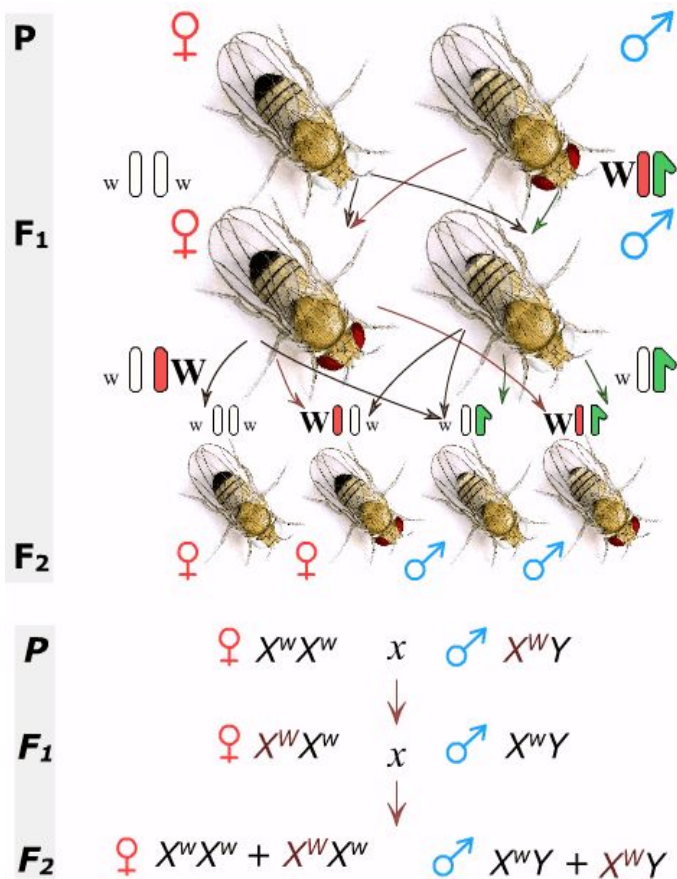 P ♀ ♂
w w W
F₁ ♀ ♂
w W w
w w W w w W
F₂ ♀ ♀ ♂ ♂
P ♀ XʷXʷ x ♂ XᵂY
F₁ ♀ XᵂXʷ x ♂ XʷY
F₂ ♀ XʷXʷ + XᵂXʷ ♂ XʷY + XᵂY